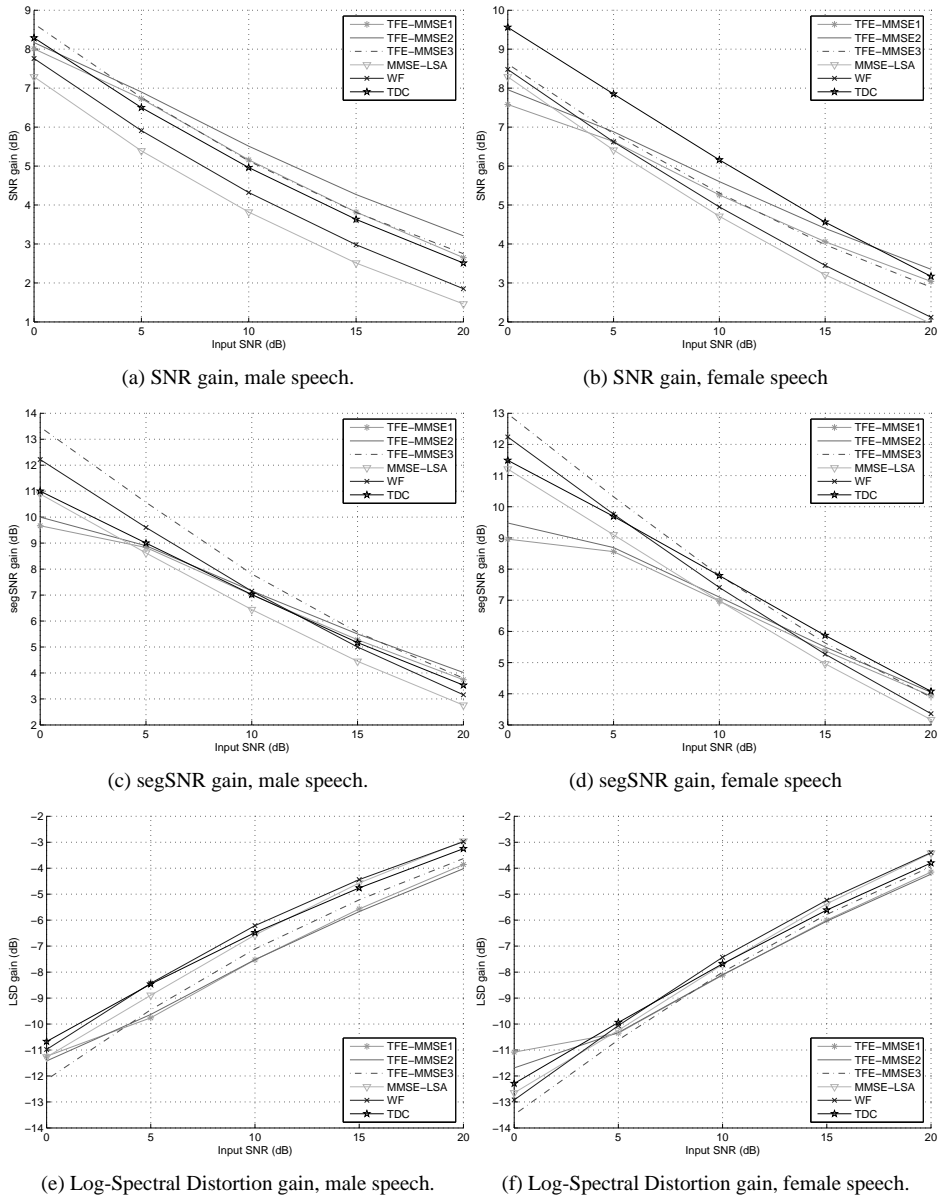 9
8
7
6
5
4
3
2
1
SNR gain (dB)
0
5
10
15
20
Input SNR (dB)
TFE-MMSE1
TFE-MMSE2
TFE-MMSE3
MMSE-LSA
WF
TDC
(a) SNR gain, male speech.
10
9
8
7
6
5
4
3
2
SNR gain (dB)
0
5
10
15
20
Input SNR (dB)
TFE-MMSE1
TFE-MMSE2
TFE-MMSE3
MMSE-LSA
WF
TDC
(b) SNR gain, female speech
14
13
12
11
10
9
8
7
6
5
4
3
2
segSNR gain (dB)
0
5
10
15
20
Input SNR (dB)
TFE-MMSE1
TFE-MMSE2
TFE-MMSE3
MMSE-LSA
WF
TDC
(c) segSNR gain, male speech.
13
12
11
10
9
8
7
6
5
4
3
segSNR gain (dB)
0
5
10
15
20
Input SNR (dB)
TFE-MMSE1
TFE-MMSE2
TFE-MMSE3
MMSE-LSA
WF
TDC
(d) segSNR gain, female speech
-2
-3
-4
-5
-6
-7
-8
-9
-10
-11
-12
-13
-14
LSD gain (dB)
0
5
10
15
20
Input SNR (dB)
TFE-MMSE1
TFE-MMSE2
TFE-MMSE3
MMSE-LSA
WF
TDC
(e) Log-Spectral Distortion gain, male speech.
-2
-3
-4
-5
-6
-7
-8
-9
-10
-11
-12
-13
-14
LSD gain (dB)
0
5
10
15
20
Input SNR (dB)
TFE-MMSE1
TFE-MMSE2
TFE-MMSE3
MMSE-LSA
WF
TDC
(f) Log-Spectral Distortion gain, female speech.